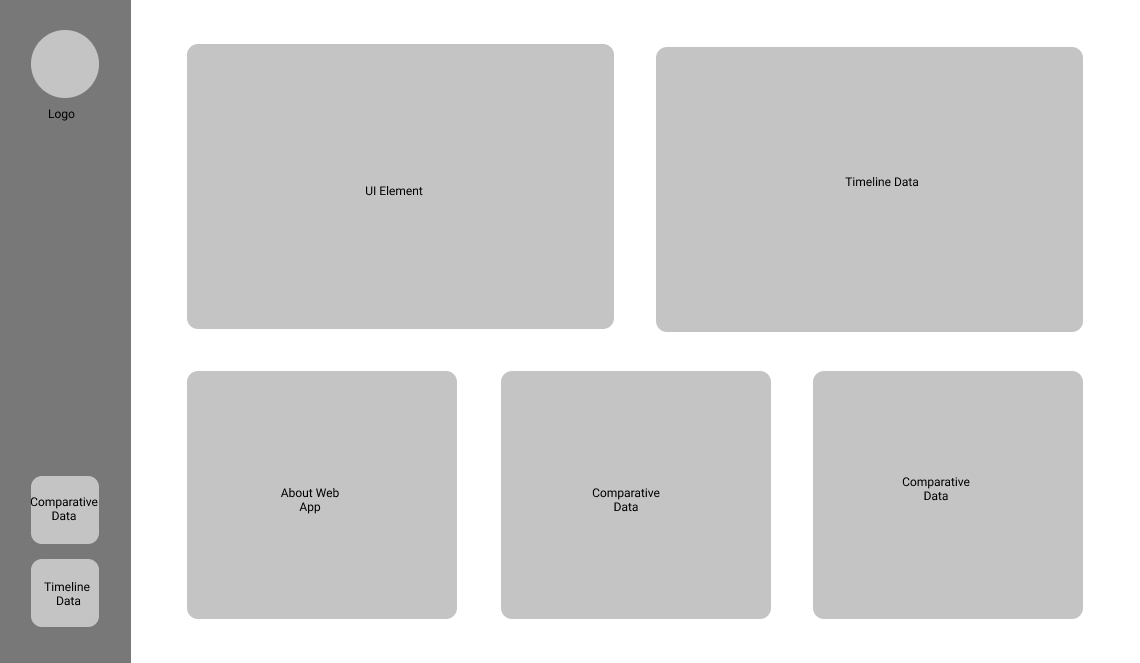 Logo
Comparative
Data
Timeline
Data
UI Element
Timeline Data
About Web
App
Comparative
Data
Comparative
Data